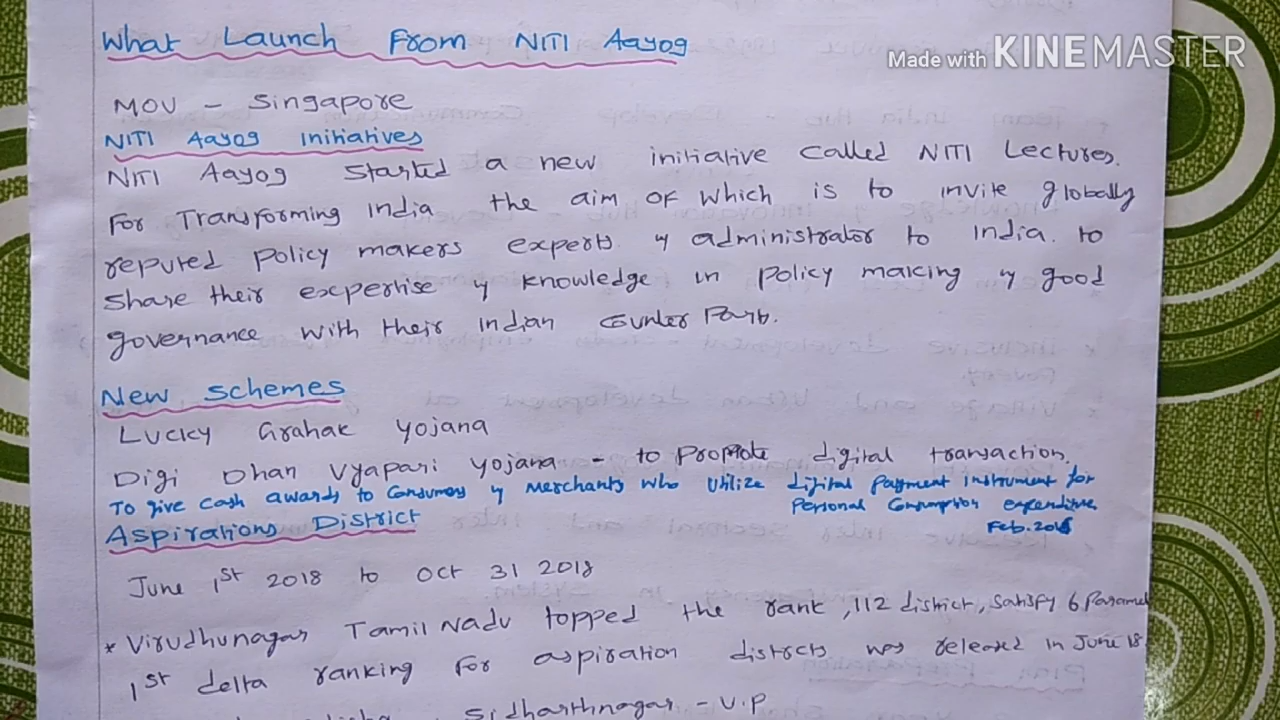 What Launch From NITI Aayog
Made with KINEMASTER
MOU - Singapore
NITI Aayog Initiatives
NITI Aayog started a new initiative called NITI Lectures.
For Transforming India the aim of which is to invite globally
reputed policy makers experts & administrator to India. to
share their expertise & knowledge in policy making & good
governance with their Indian Counter Parts.
New Schemes
Lucky Grahak Yojana
Digi Dhan Vyapari Yojana - to Promote digital transaction.
To give cash awards to Consumers & Merchants who Utilize digital Payment instrument for
Personal Consumption expenditure
Feb. 
Aspirations District
June 1st 2018 to Oct 31 2018
* Virudhunagar Tamil Nadu topped the rank, 112 district, Satisfy 6 Paramet
1st delta ranking for aspiration districts was released in June 18
Sidharthnagar - U.P